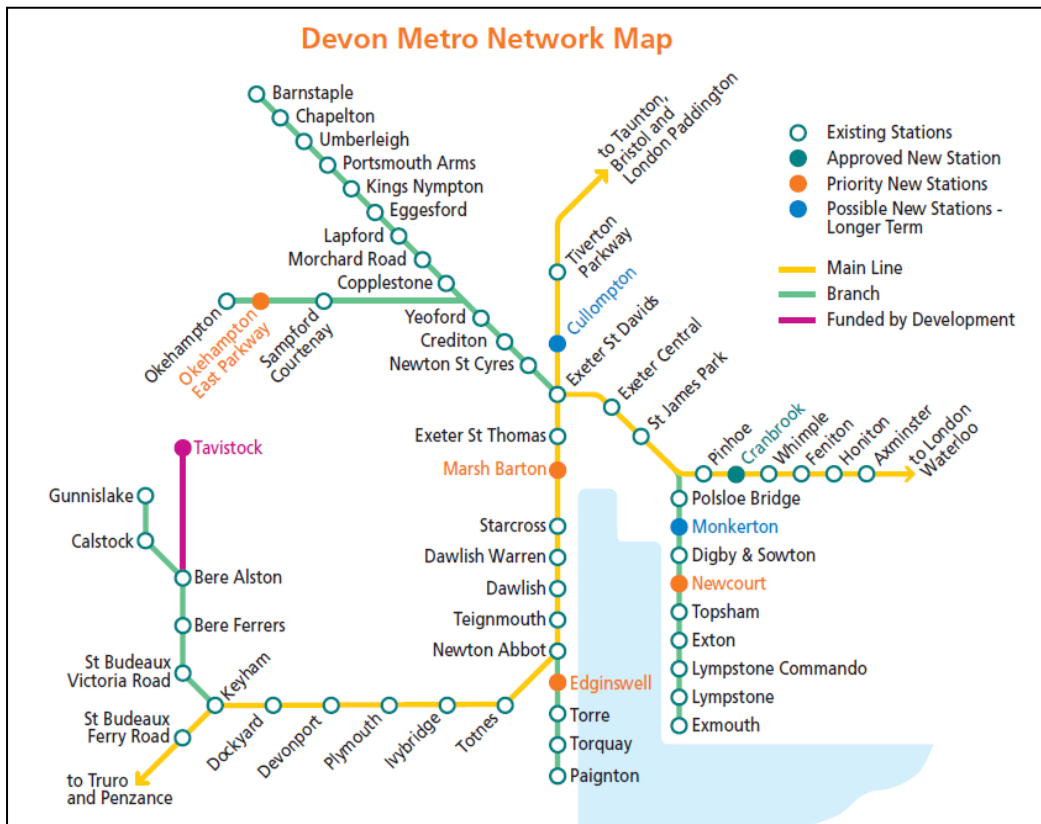 Devon Metro Network Map
Barnstaple
Chapelton
Umberleigh
Portsmouth Arms
Kings Nympton
Eggesford
Lapford
Morchard Road
Copplestone
Okehampton
Okehampton
East Parkway
Sampford
Courtenay
Yeoford
Crediton
Newton St Cyres
to Taunton,
Bristol and
London Paddington
Tiverton
Parkway
Cullompton
Exeter St Davids
Exeter Central
St James Park
Existing Stations
Approved New Station
Priority New Stations
Possible New Stations -
Longer Term
Main Line
Branch
Funded by Development
Pinhoe
Cranbrook
Whimple
Feniton
Honiton
Axminster
to London
Waterloo
Exeter St Thomas
Marsh Barton
Starcross
Dawlish Warren
Dawlish
Teignmouth
Newton Abbot
Edginswell
Torre
Torquay
Paignton
Polsloe Bridge
Monkerton
Digby & Sowton
Newcourt
Topsham
Exton
Lympstone Commando
Lympstone
Exmouth
Tavistock
Gunnislake
Calstock
Bere Alston
Bere Ferrers
St Budeaux
Victoria Road
Keyham
St Budeaux
Ferry Road
Dockyard
Devonport
Plymouth
Ivybridge
Totnes
to Truro
and Penzance